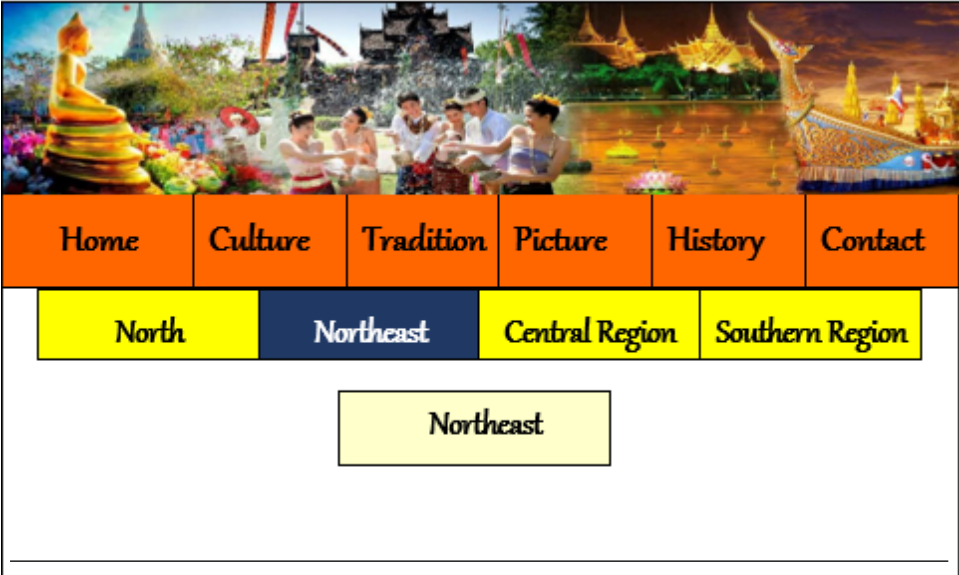 Home Culture Tradition Picture History Contact
North Northeast Central Region Southern Region
Northeast